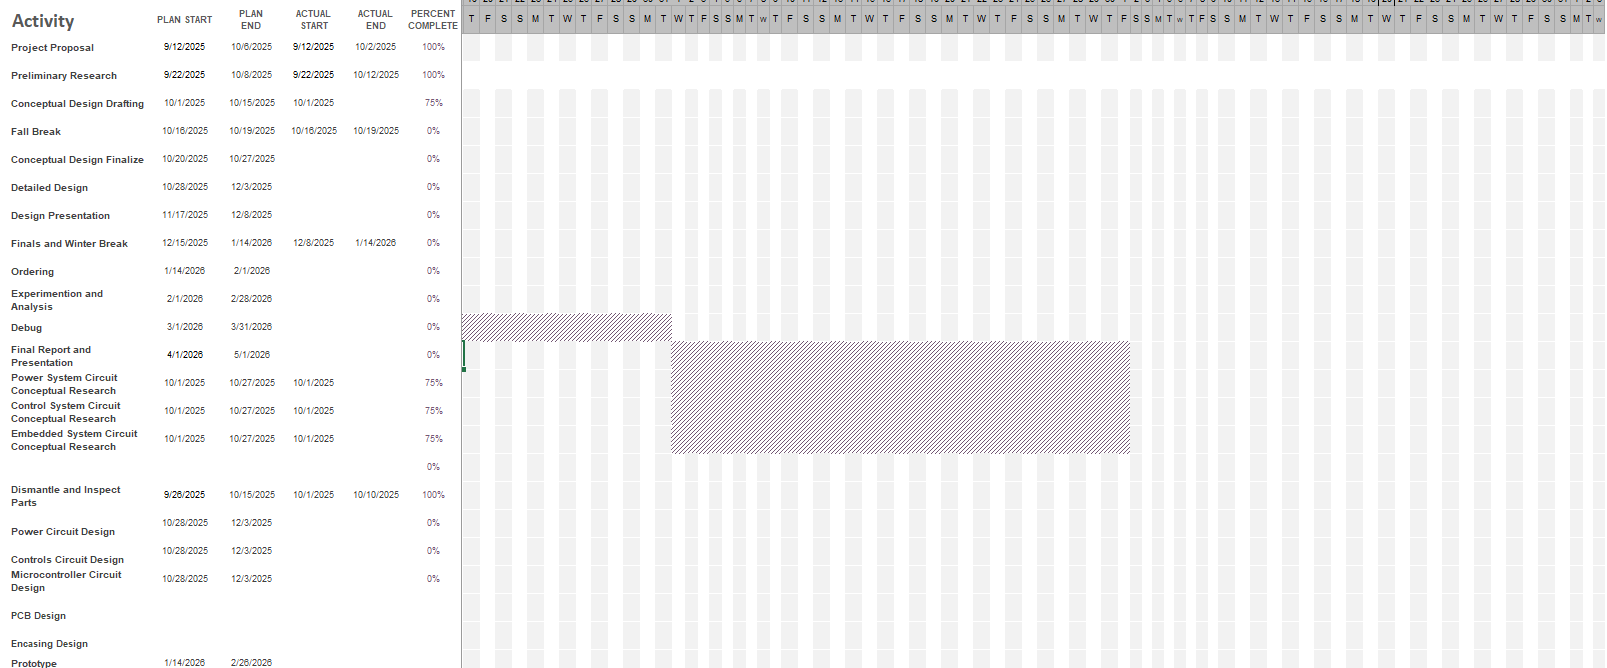 Activity PLAN START PLAN END ACTUAL START ACTUAL END PERCENT COMPLETE
T F S S M T W T F S S M T W T F S S M T W T F S S M T W T F S S M T W T F S S M T W T F S S M T W T F S S M T W T F S S M T W T F S S M T W T F S S M T W
Project Proposal 9/12/2025 10/6/2025 9/12/2025 10/2/2025 100%
Preliminary Research 9/22/2025 10/8/2025 9/22/2025 10/12/2025 100%
Conceptual Design Drafting 10/1/2025 10/15/2025 10/1/2025 75%
Fall Break 10/16/2025 10/19/2025 10/16/2025 10/19/2025 0%
Conceptual Design Finalize 10/20/2025 10/27/2025 0%
Detailed Design 10/28/2025 12/3/2025 0%
Design Presentation 11/17/2025 12/8/2025 0%
Finals and Winter Break 12/15/2025 1/14/2026 12/8/2025 1/14/2026 0%
Ordering 1/14/2026 2/1/2026 0%
Experimention and
Analysis 2/1/2026 2/28/2026 0%
Debug 3/1/2026 3/31/2026 0%
Final Report and
Presentation 4/1/2026 5/1/2026 0%
Power System Circuit
Conceptual Research 10/1/2025 10/27/2025 10/1/2025 75%
Control System Circuit
Conceptual Research 10/1/2025 10/27/2025 10/1/2025 75%
Embedded System Circuit
Conceptual Research 10/1/2025 10/27/2025 10/1/2025 75%
0%
Dismantle and Inspect
Parts 9/26/2025 10/15/2025 10/1/2025 10/10/2025 100%
Power Circuit Design 10/28/2025 12/3/2025 0%
Controls Circuit Design 10/28/2025 12/3/2025 0%
Microcontroller Circuit
Design 10/28/2025 12/3/2025 0%
PCB Design
Encasing Design
Prototype 1/14/2026 2/26/2026